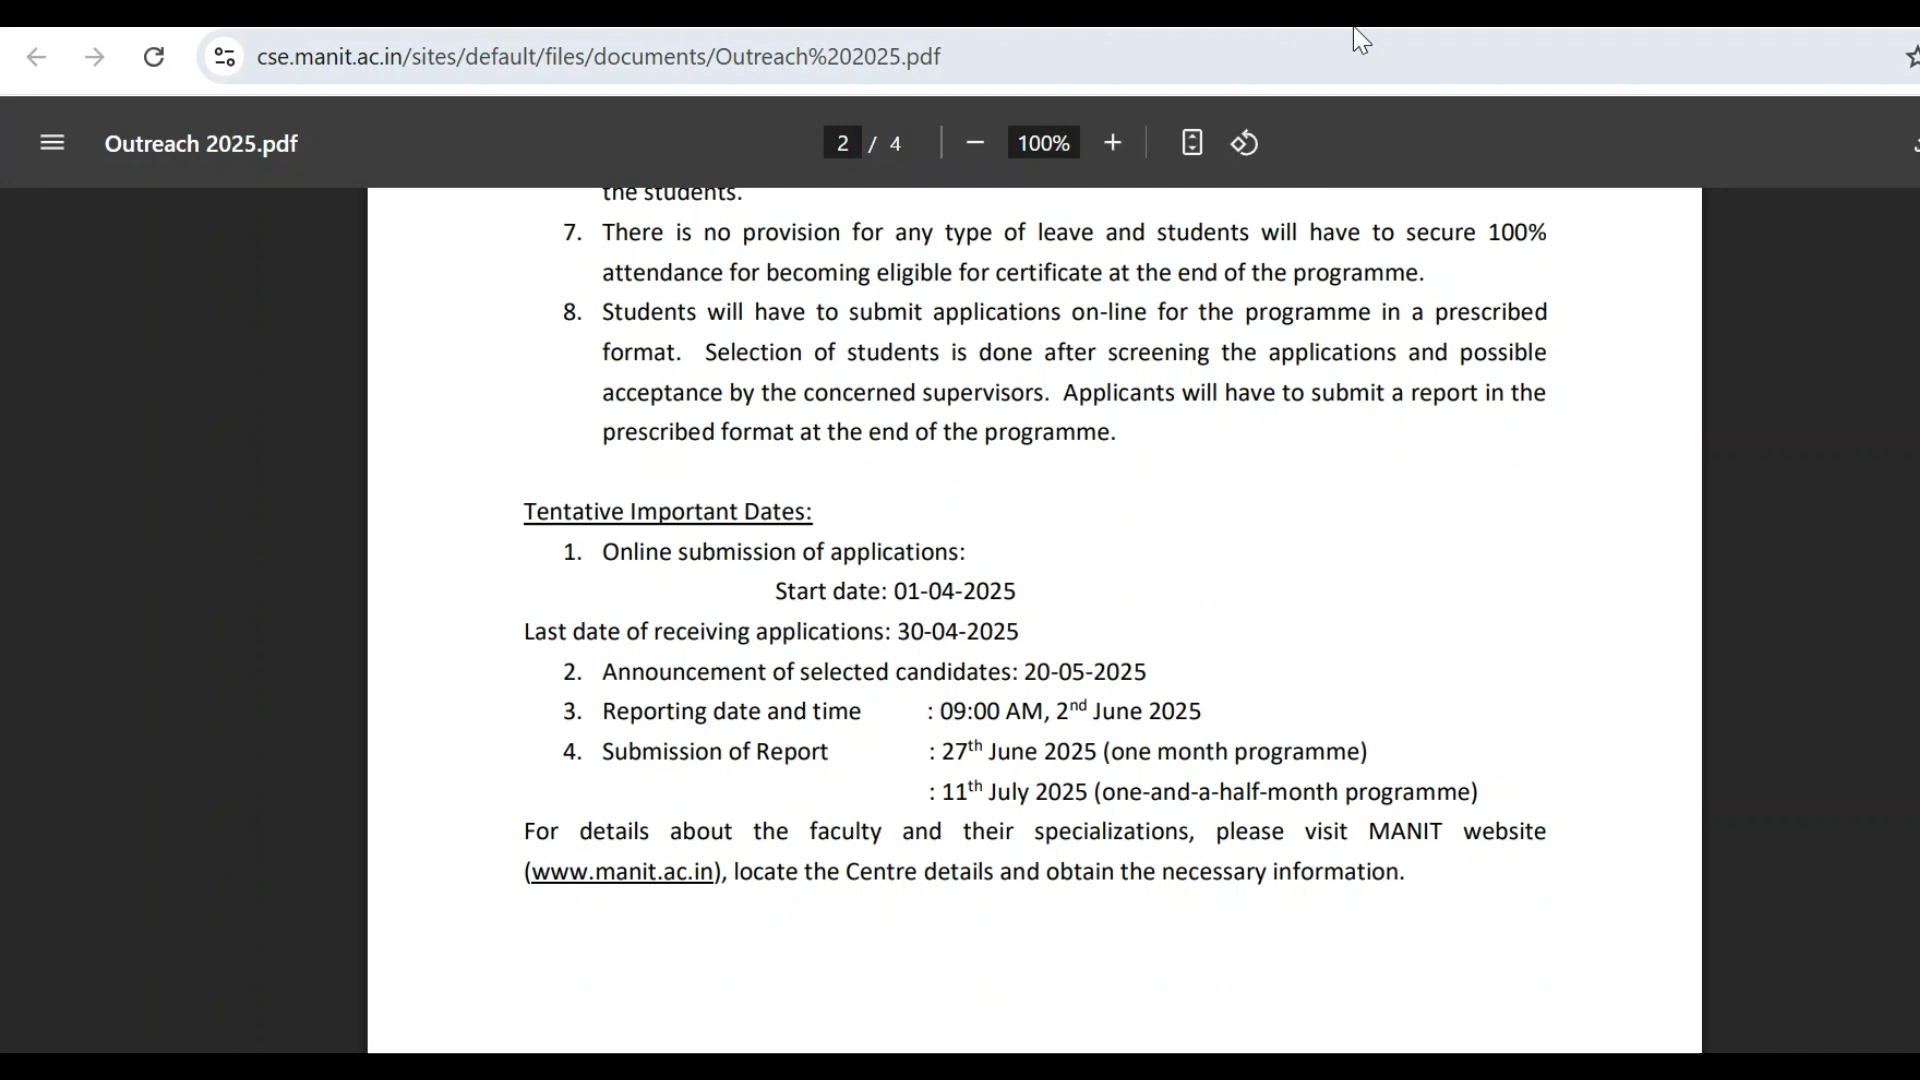 cse.manit.ac.in/sites/default/files/documents/Outreach%202025.pdf
Outreach 2025.pdf
2 / 4
100%
the students.
7. There is no provision for any type of leave and students will have to secure 100%
attendance for becoming eligible for certificate at the end of the programme.
8. Students will have to submit applications on-line for the programme in a prescribed
format. Selection of students is done after screening the applications and possible
acceptance by the concerned supervisors. Applicants will have to submit a report in the
prescribed format at the end of the programme.
Tentative Important Dates:
1. Online submission of applications:
Start date: 01-04-2025
Last date of receiving applications: 30-04-2025
2. Announcement of selected candidates: 20-05-2025
3. Reporting date and time : 09:00 AM, 2nd June 2025
4. Submission of Report : 27th June 2025 (one month programme)
: 11th July 2025 (one-and-a-half-month programme)
For details about the faculty and their specializations, please visit MANIT website
(www.manit.ac.in), locate the Centre details and obtain the necessary information.